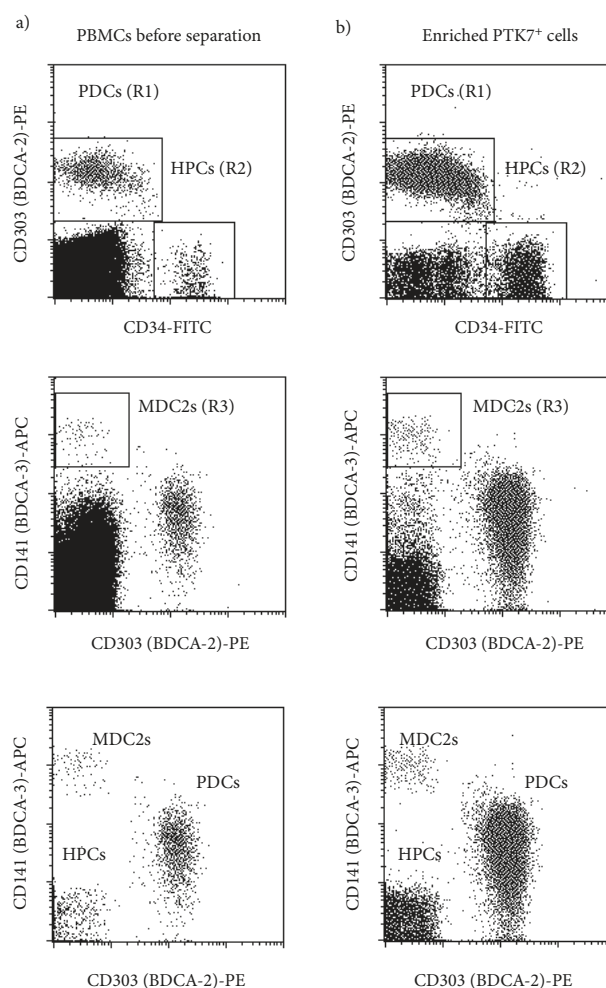 a)
PBMCs before separation
PDCs (R1)
HPCs (R2)
CD303 (BDCA-2)-PE
CD34-FITC
MDC2s (R3)
CD141 (BDCA-3)-APC
CD303 (BDCA-2)-PE
MDC2s
PDCs
HPCs
CD141 (BDCA-3)-APC
CD303 (BDCA-2)-PE
b)
Enriched PTK7⁺ cells
PDCs (R1)
HPCs (R2)
CD303 (BDCA-2)-PE
CD34-FITC
MDC2s (R3)
CD141 (BDCA-3)-APC
CD303 (BDCA-2)-PE
MDC2s
PDCs
HPCs
CD141 (BDCA-3)-APC
CD303 (BDCA-2)-PE